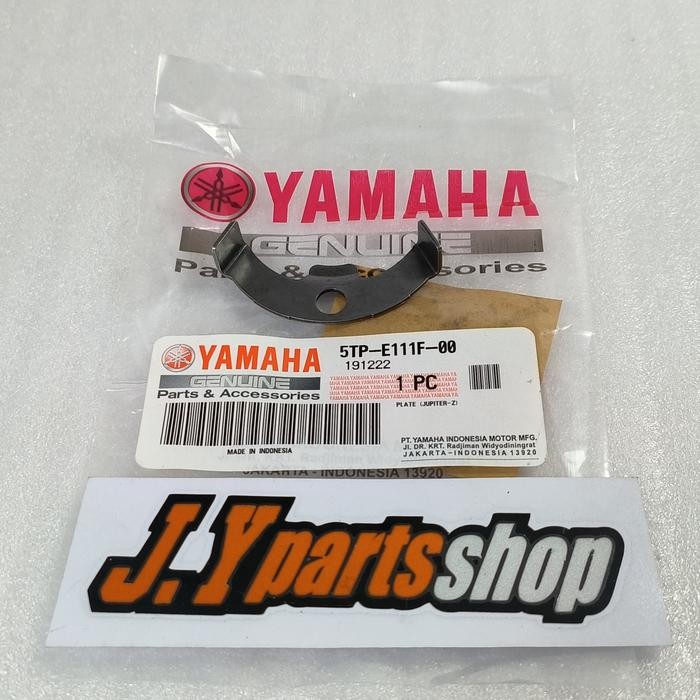 YAMAHA
GENUINE
Parts & Accessories
YAMAHA
GENUINE
Parts & Accessories
MADE IN INDONESIA
5TP-E111F-00
191222
1 PC
PLATE (JUPITER-Z)
PT. YAMAHA INDONESIA MOTOR MFG.
JL. DR. KRT. Radjiman Widyodiningrat
JAKARTA-INDONESIA 13920
JAKARTA - INDONESIA 13920
J.Y partsshop